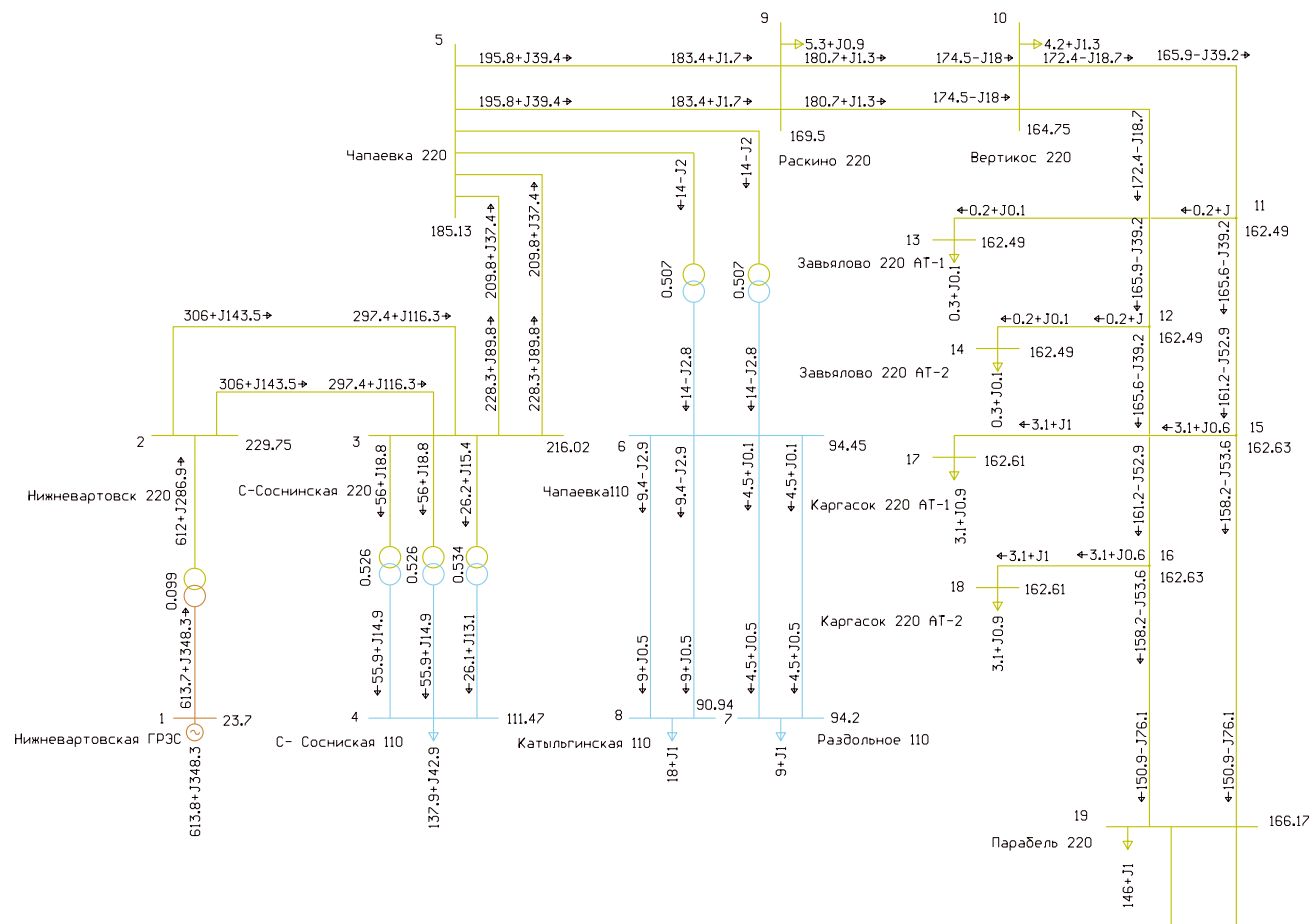 5
9
10
195.8+J39.4→
183.4+J1.7→
→5.3+J0.9
180.7+J1.3→
174.5-J18→
→4.2+J1.3
172.4-J18.7→
165.9-J39.2→
195.8+J39.4→
183.4+J1.7→
180.7+J1.3→
174.5-J18→
169.5
164.75
Чапаевка 220
Раскино 220
Вертикос 220
←14-J2
←14-J2
←172.4-J18.7
185.13
209.8+J37.4→
209.8+J37.4→
←0.2+J0.1
←0.2+J
11
13
162.49
162.49
Завьялово 220 АТ-1
0.507
0.507
0.3+J0.1
←165.9-J39.2
←165.6-J39.2
306+J143.5→
297.4+J116.3→
←0.2+J0.1
←0.2+J
12
14
162.49
162.49
Завьялово 220 АТ-2
0.3+J0.1
306+J143.5→
297.4+J116.3→
228.3+J89.8→
228.3+J89.8→
←14-J2.8
←14-J2.8
←165.6-J39.2
←161.2-J52.9
←3.1+J1
←3.1+J0.6
15
2
229.75
3
216.02
6
94.45
17
162.61
162.63
Нижневартовск 220
С-Соснинская 220
Чапаевка110
Каргасок 220 АТ-1
3.1+J0.9
612+J286.9→
←56+J18.8
←56+J18.8
←26.2+J15.4
←9.4-J2.9
←9.4-J2.9
←4.5+J0.1
←4.5+J0.1
←161.2-J52.9
←158.2-J53.6
←3.1+J1
←3.1+J0.6
16
0.099
0.526
0.526
0.534
18
162.61
162.63
Каргасок 220 АТ-2
3.1+J0.9
613.7+J348.3→
←55.9+J14.9
←55.9+J14.9
←26.1+J13.1
←9+J0.5
←9+J0.5
←4.5+J0.5
←4.5+J0.5
←158.2-J53.6
1
23.7
4
111.47
8
90.94
7
94.2
Нижневартовская ГРЭС
С- Сосниская 110
Катыльгинская 110
Раздольное 110
613.8+J348.3
137.9+J42.9
18+J1
9+J1
←150.9-J76.1
←150.9-J76.1
19
166.17
Парабель 220
146+J1